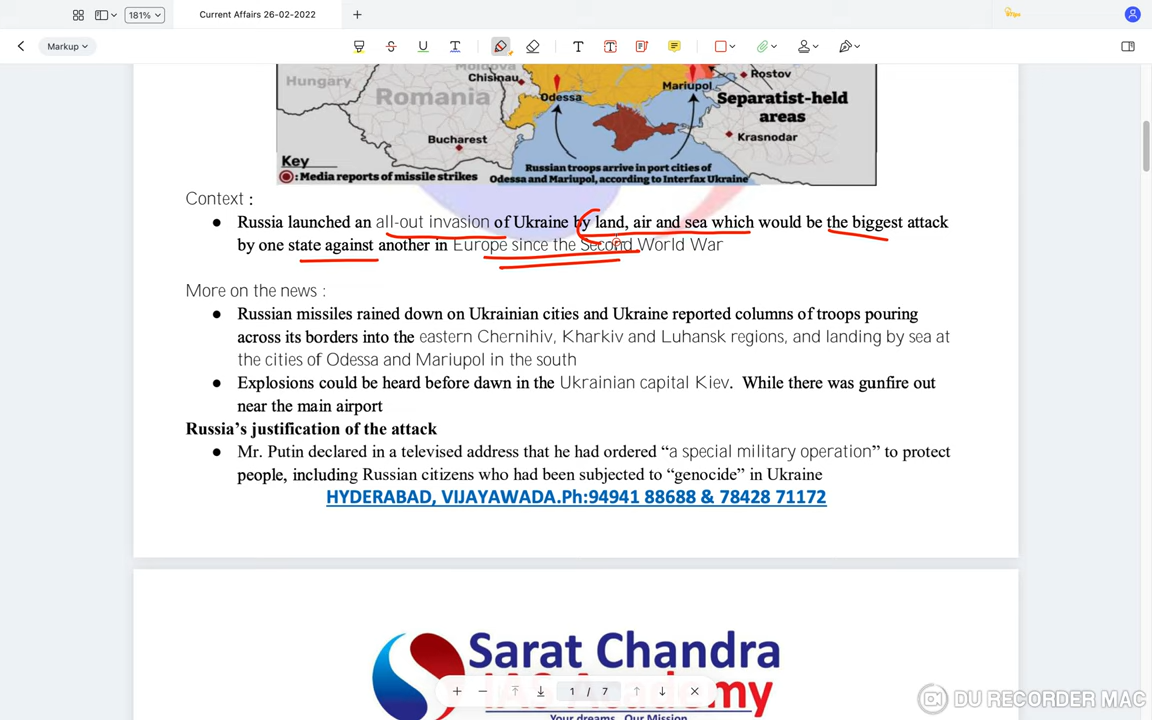 181%
Current Affairs 26-02-2022
Markup
Hungary
Moldova
Chisinau
Romania
Odessa
Mariupol
Rostov
Separatist-held
areas
Bucharest
Krasnodar
Key
: Media reports of missile strikes
Russian troops arrive in port cities of
Odessa and Mariupol, according to Interfax Ukraine
Context :
● Russia launched an all-out invasion of Ukraine by land, air and sea which would be the biggest attack
by one state against another in Europe since the Second World War
More on the news :
● Russian missiles rained down on Ukrainian cities and Ukraine reported columns of troops pouring
across its borders into the eastern Chernihiv, Kharkiv and Luhansk regions, and landing by sea at
the cities of Odessa and Mariupol in the south
● Explosions could be heard before dawn in the Ukrainian capital Kiev. While there was gunfire out
near the main airport
Russia's justification of the attack
● Mr. Putin declared in a televised address that he had ordered “a special military operation” to protect
people, including Russian citizens who had been subjected to “genocide” in Ukraine
HYDERABAD, VIJAYAWADA.Ph:94941 88688 & 78428 71172
Sarat Chandra
1 / 7
Your dreams, Our Mission
DU RECORDER MAC